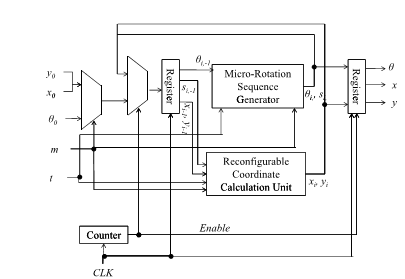 y0
x0
θ0
m
t
Counter
CLK
Enable
Register
θi,-1
si,-1
xi-1, yi-1
Micro-Rotation
Sequence
Generator
θi, si
Reconfigurable
Coordinate
Calculation Unit
xi, yi
Register
θ
x
y